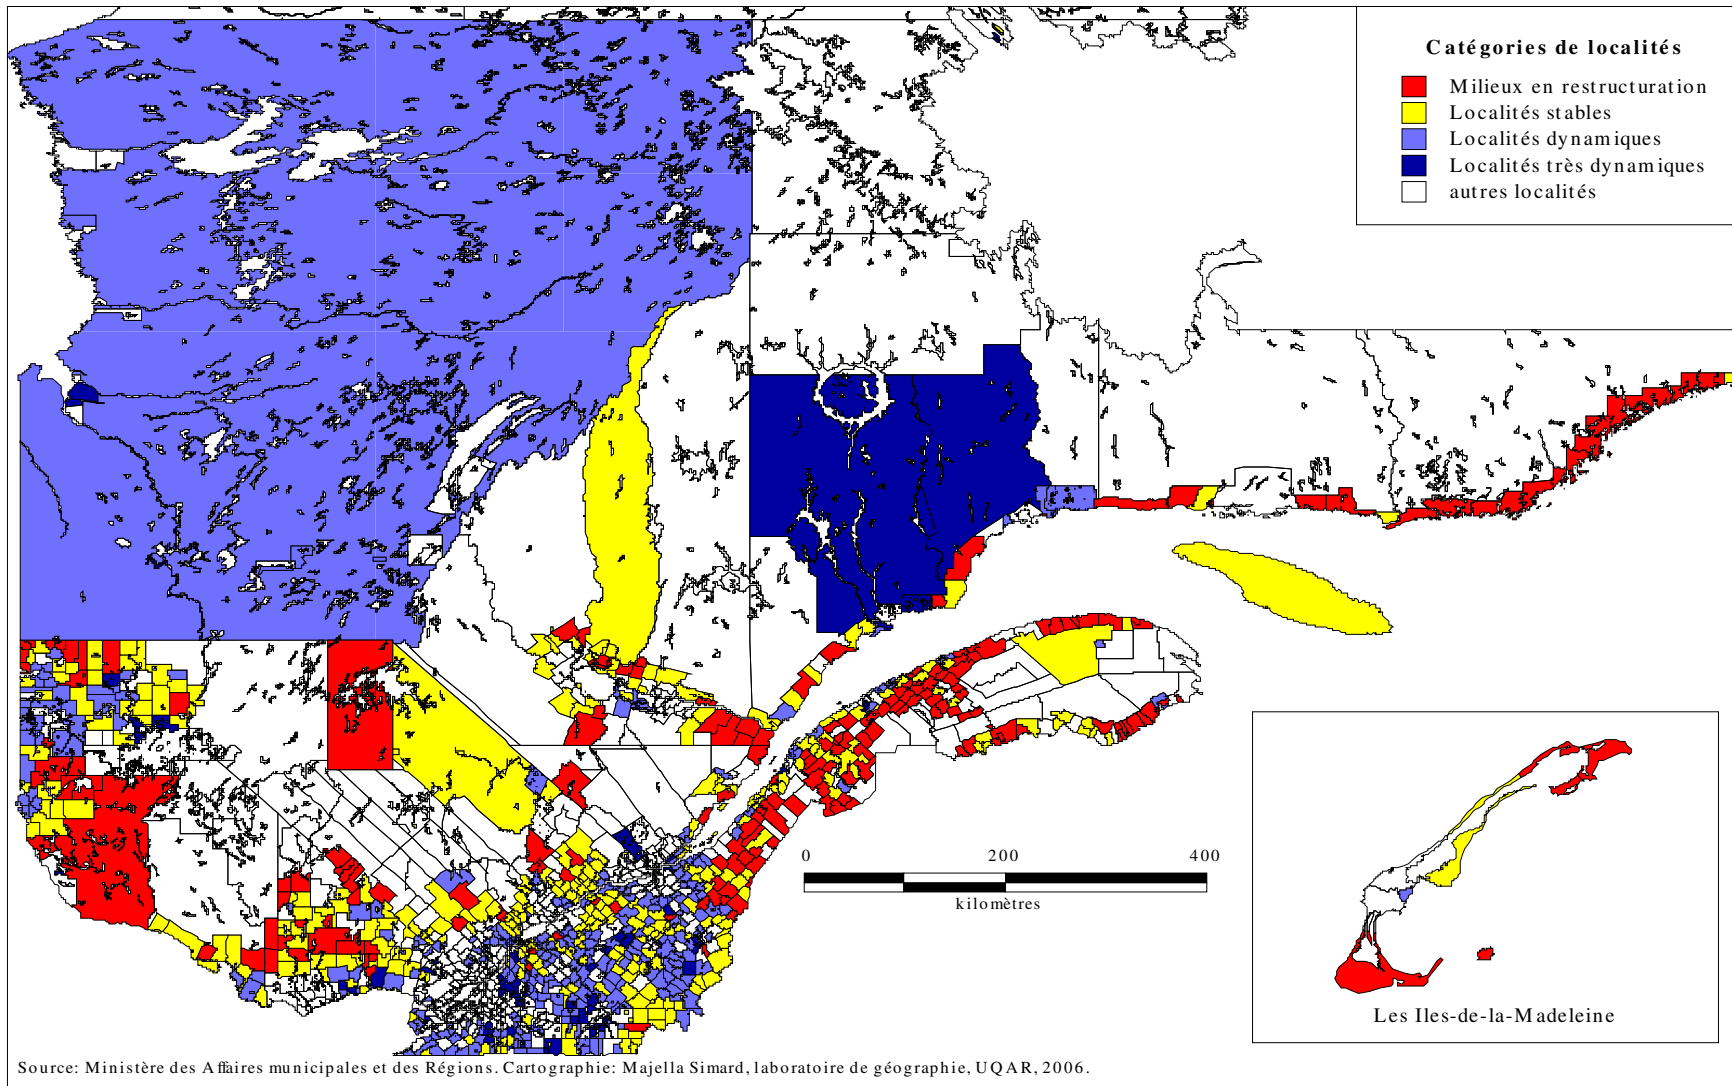 Catégories de localités
Milieux en restructuration
Localités stables
Localités dynamiques
Localités très dynamiques
autres localités
0 200 400
kilomètres
Les Iles-de-la-Madeleine
Source: Ministère des Affaires municipales et des Régions. Cartographie: Majella Simard, laboratoire de géographie, UQAR, 2006.